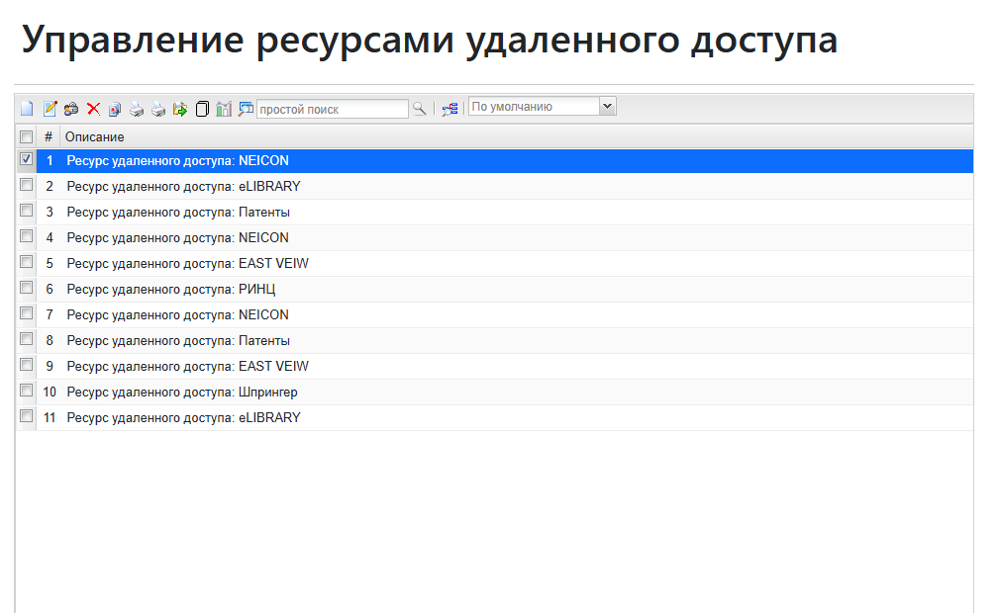 Управление ресурсами удаленного доступа
простой поиск По умолчанию
# Описание
1 Ресурс удаленного доступа: NEICON
2 Ресурс удаленного доступа: eLIBRARY
3 Ресурс удаленного доступа: Патенты
4 Ресурс удаленного доступа: NEICON
5 Ресурс удаленного доступа: EAST VEIW
6 Ресурс удаленного доступа: РИНЦ
7 Ресурс удаленного доступа: NEICON
8 Ресурс удаленного доступа: Патенты
9 Ресурс удаленного доступа: EAST VEIW
10 Ресурс удаленного доступа: Шпрингер
11 Ресурс удаленного доступа: eLIBRARY